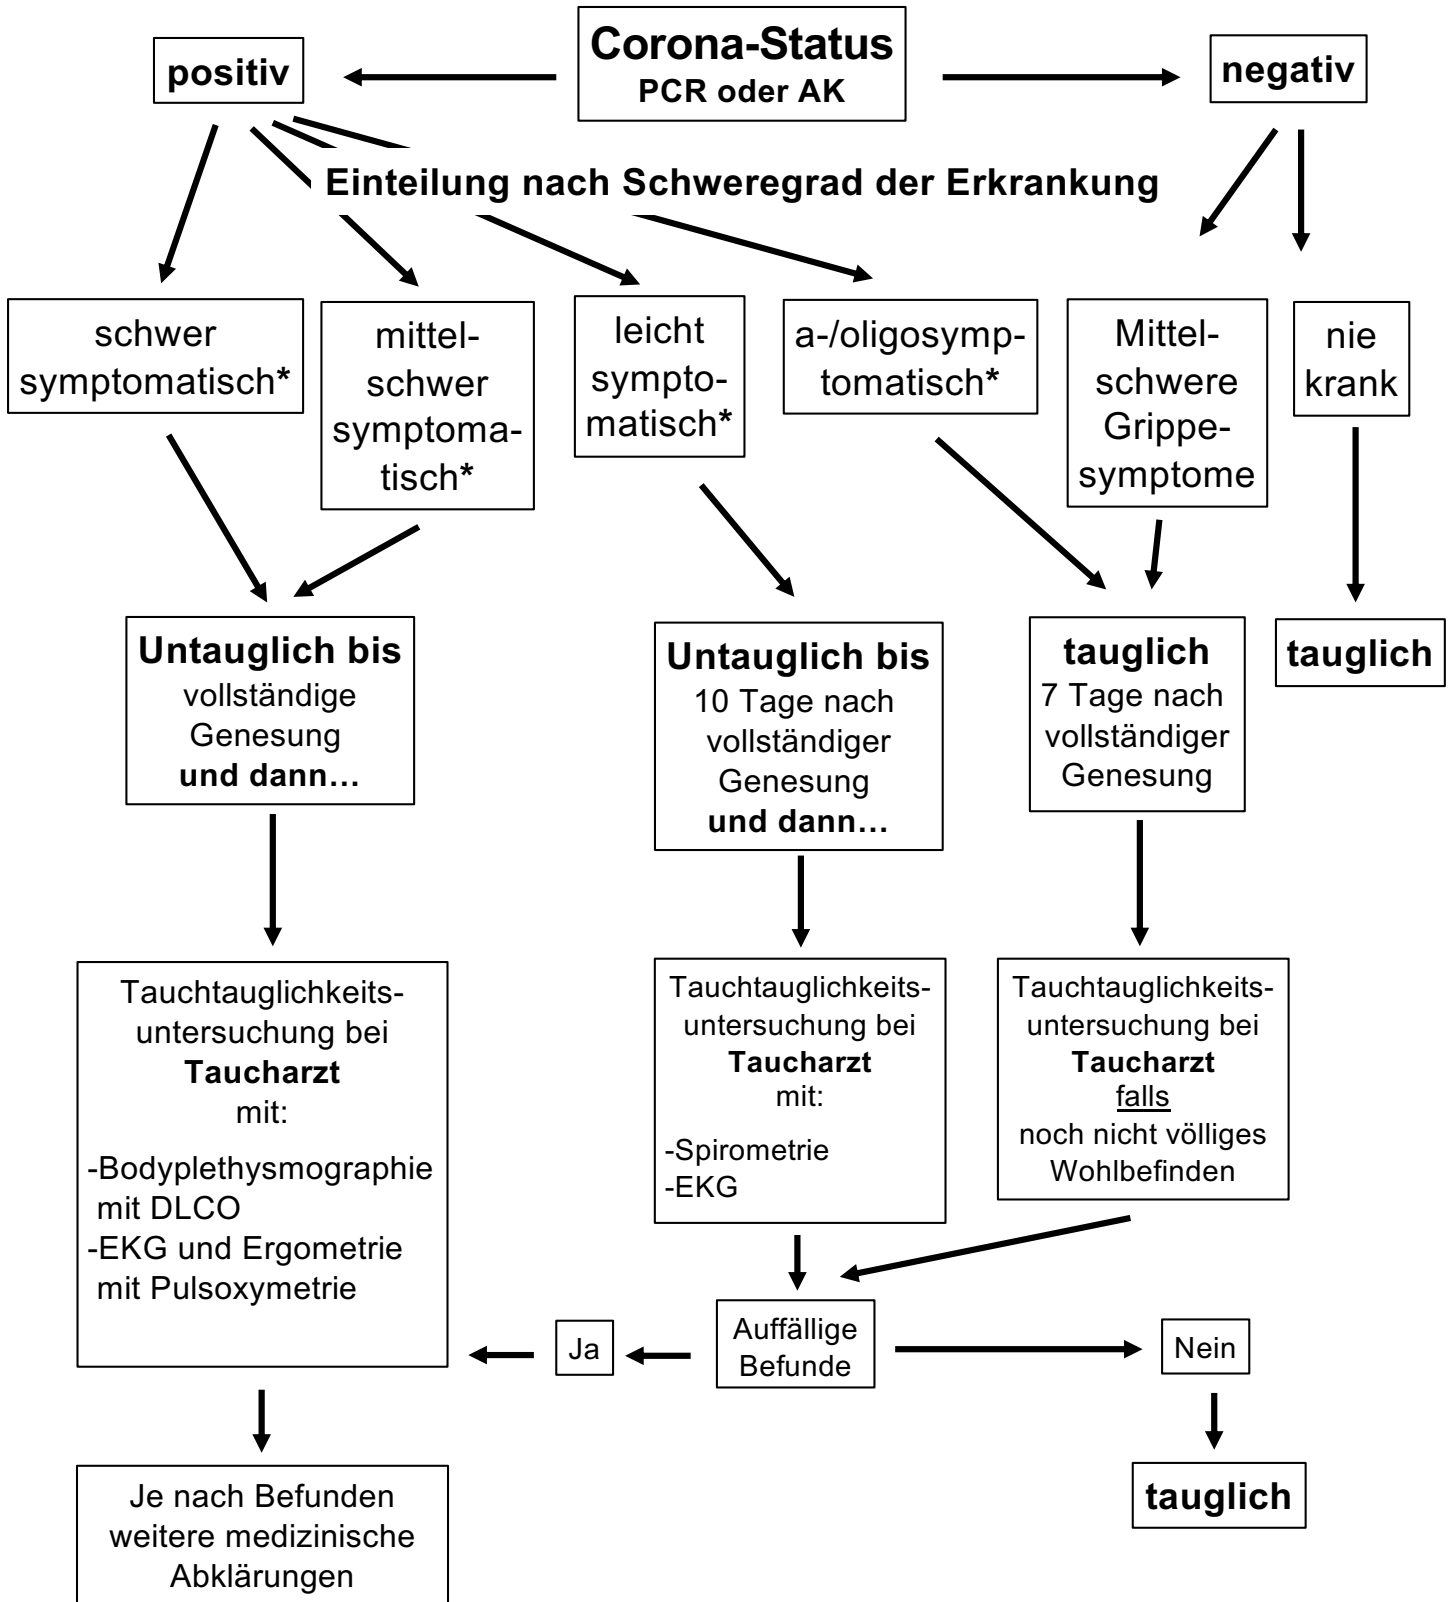 Corona-Status
PCR oder AK
positiv
negativ
Einteilung nach Schweregrad der Erkrankung
schwer
symptomatisch*
mittel-
schwer
symptoma-
tisch*
leicht
sympto-
matisch*
a-/oligosymp-
tomatisch*
Mittel-
schwere
Grippe-
symptome
nie
krank
Untauglich bis
vollständige
Genesung
und dann...
Untauglich bis
10 Tage nach
vollständiger
Genesung
und dann...
tauglich
7 Tage nach
vollständiger
Genesung
tauglich
Tauchtauglichkeits-
untersuchung bei
Taucharzt
mit:
-Bodyplethysmographie
mit DLCO
-EKG und Ergometrie
mit Pulsoxymetrie
Tauchtauglichkeits-
untersuchung bei
Taucharzt
mit:
-Spirometrie
-EKG
Tauchtauglichkeits-
untersuchung bei
Taucharzt
falls
noch nicht völliges
Wohlbefinden
Ja
Auffällige
Befunde
Nein
tauglich
Je nach Befunden
weitere medizinische
Abklärungen